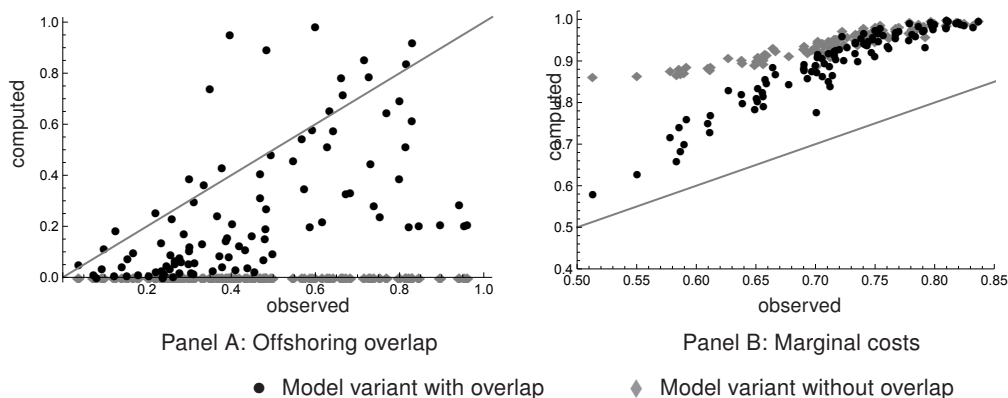 1.0
0.8
0.6
0.4
0.2
0.0
computed
0.2 0.4 0.6 0.8 1.0
observed
Panel A: Offshoring overlap
1.0
0.9
0.8
0.7
0.6
0.5
0.4
computed
0.50 0.55 0.60 0.65 0.70 0.75 0.80 0.85
observed
Panel B: Marginal costs
Model variant with overlap
Model variant without overlap